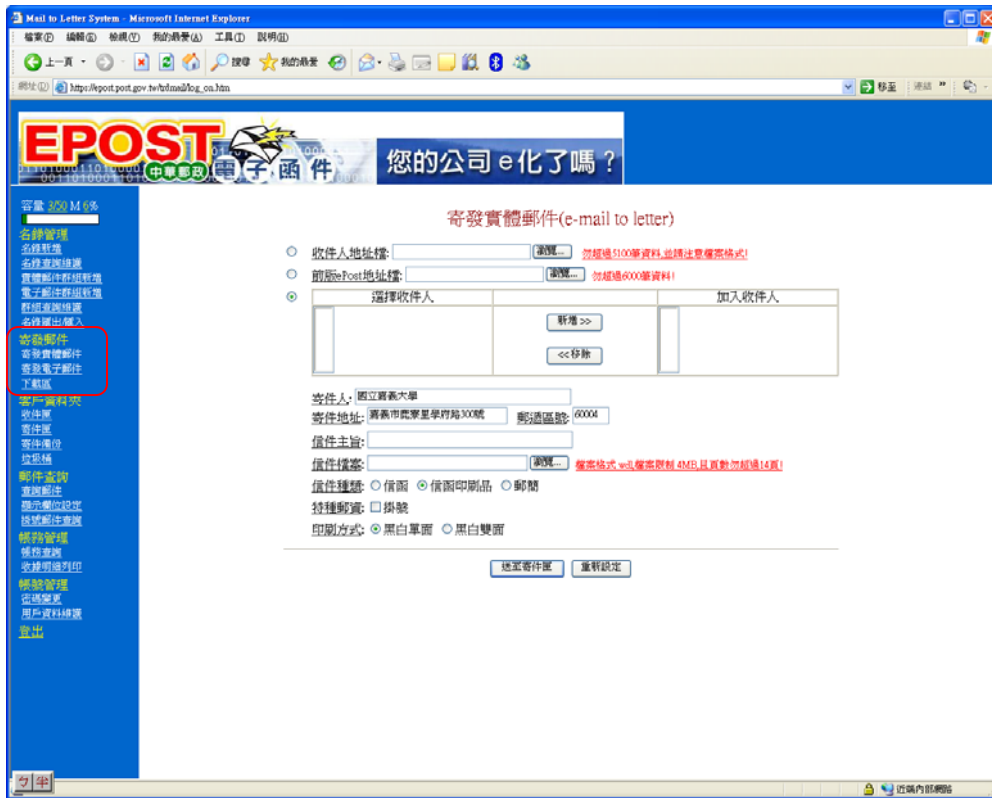 Mail to Letter System - Microsoft Internet Explorer
檔案(F) 編輯(E) 檢視(V) 我的最愛(A) 工具(T) 說明(H)
上一頁 搜尋 我的最愛
網址(D) https://epost.post.gov.tw/trdmail/log_on.htm 移至 連結 »
EPOST 中華郵政 電子函件 您的公司e化了嗎?
容量 3/50 M 6%
名錄管理
名錄新增
名錄查詢維護
實體郵件群組新增
電子郵件群組新增
群組查詢維護
名錄匯出/匯入
寄發郵件
寄發實體郵件
寄發電子郵件
下載區
客戶資料夾
收件匣
寄件匣
寄件備份
垃圾桶
郵件查詢
查詢郵件
顯示欄位設定
掛號郵件查詢
帳務管理
帳務查詢
收據明細列印
帳號管理
密碼變更
用戶資料維護
登出
寄發實體郵件(e-mail to letter)
收件人地址檔: 瀏覽... 勿超過5100筆資料,並請注意檔案格式!
前版ePost地址檔: 瀏覽... 勿超過6000筆資料!
選擇收件人 加入收件人
新增 >>
<< 移除
寄件人: 國立嘉義大學
寄件地址: 嘉義市鹿寮里學府路300號 郵遞區號: 60004
信件主旨:
信件檔案: 瀏覽... 檔案格式.wdl,檔案限制 4MB,且頁數勿超過14頁!
信件種類: 信函 信函印刷品 郵簡
特種郵資: 掛號
印刷方式: 黑白單面 黑白雙面
送至寄件匣 重新設定
ㄅ 半
近端內部網路